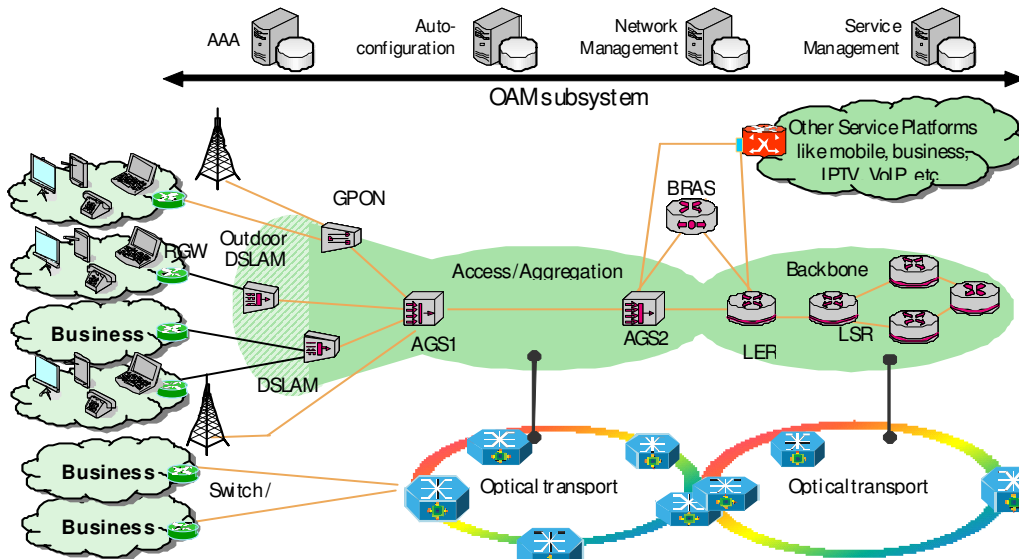 AAA
Auto-
configuration
Network
Management
Service
Management
OAM subsystem
Other Service Platforms
like mobile, business,
IPTV, VoIP, etc
BRAS
GPON
RGW
Outdoor
DSLAM
Access/Aggregation
Backbone
Business
AGS1
AGS2
LER
LSR
DSLAM
Business
Switch/
Optical transport
Optical transport
Business